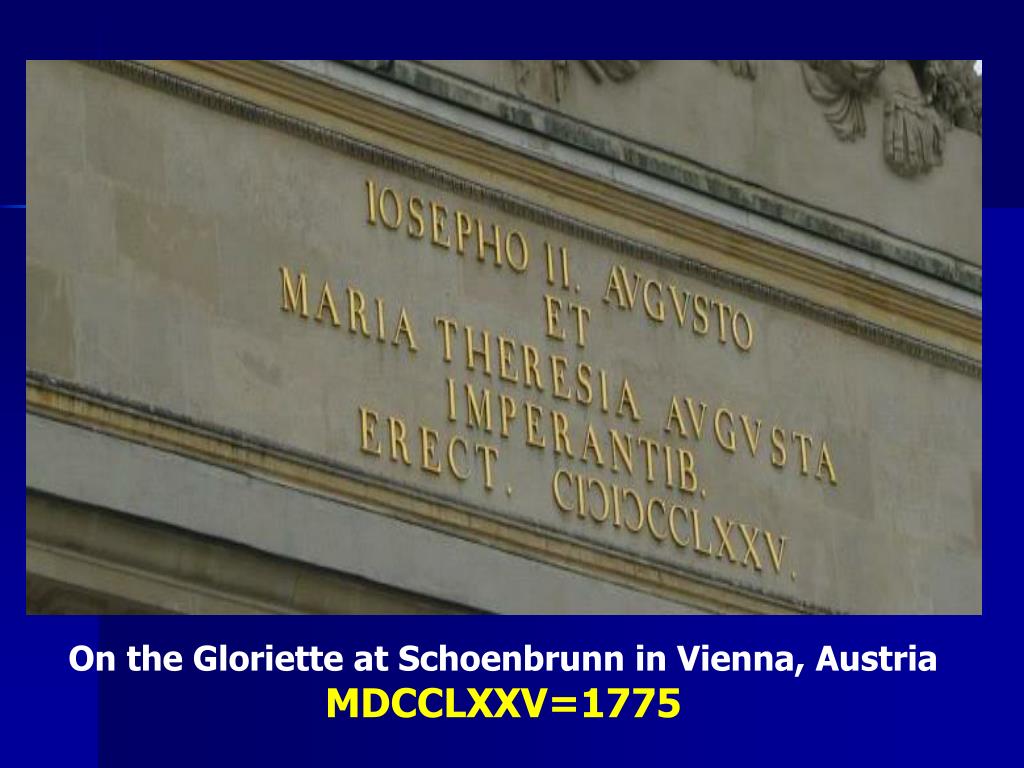 IOSEPHO II. AVGVSTO
ET
MARIA THERESIA AVGVSTA
IMPERANTIB.
ERECT. CIƆIƆCCLXXV.
On the Gloriette at Schoenbrunn in Vienna, Austria
MDCCLXXV=1775